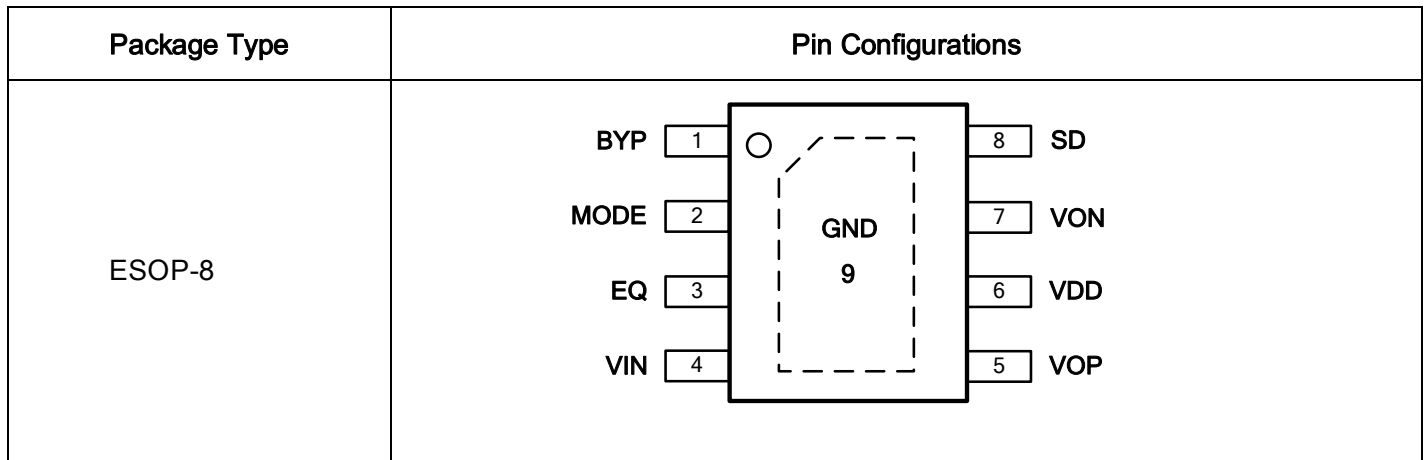 Package Type
Pin Configurations
ESOP-8
BYP 1
8 SD
MODE 2
7 VON
GND
9
EQ 3
6 VDD
VIN 4
5 VOP